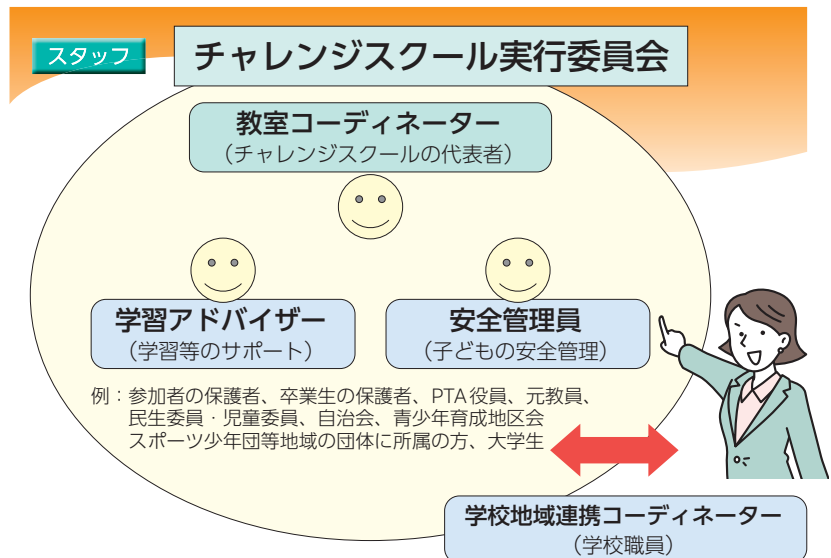 スタッフ
チャレンジスクール実行委員会
教室コーディネーター
（チャレンジスクールの代表者）
学習アドバイザー
（学習等のサポート）
安全管理員
（子どもの安全管理）
例：参加者の保護者、卒業生の保護者、PTA役員、元教員、
民生委員・児童委員、自治会、青少年育成地区会
スポーツ少年団等地域の団体に所属の方、大学生
学校地域連携コーディネーター
（学校職員）